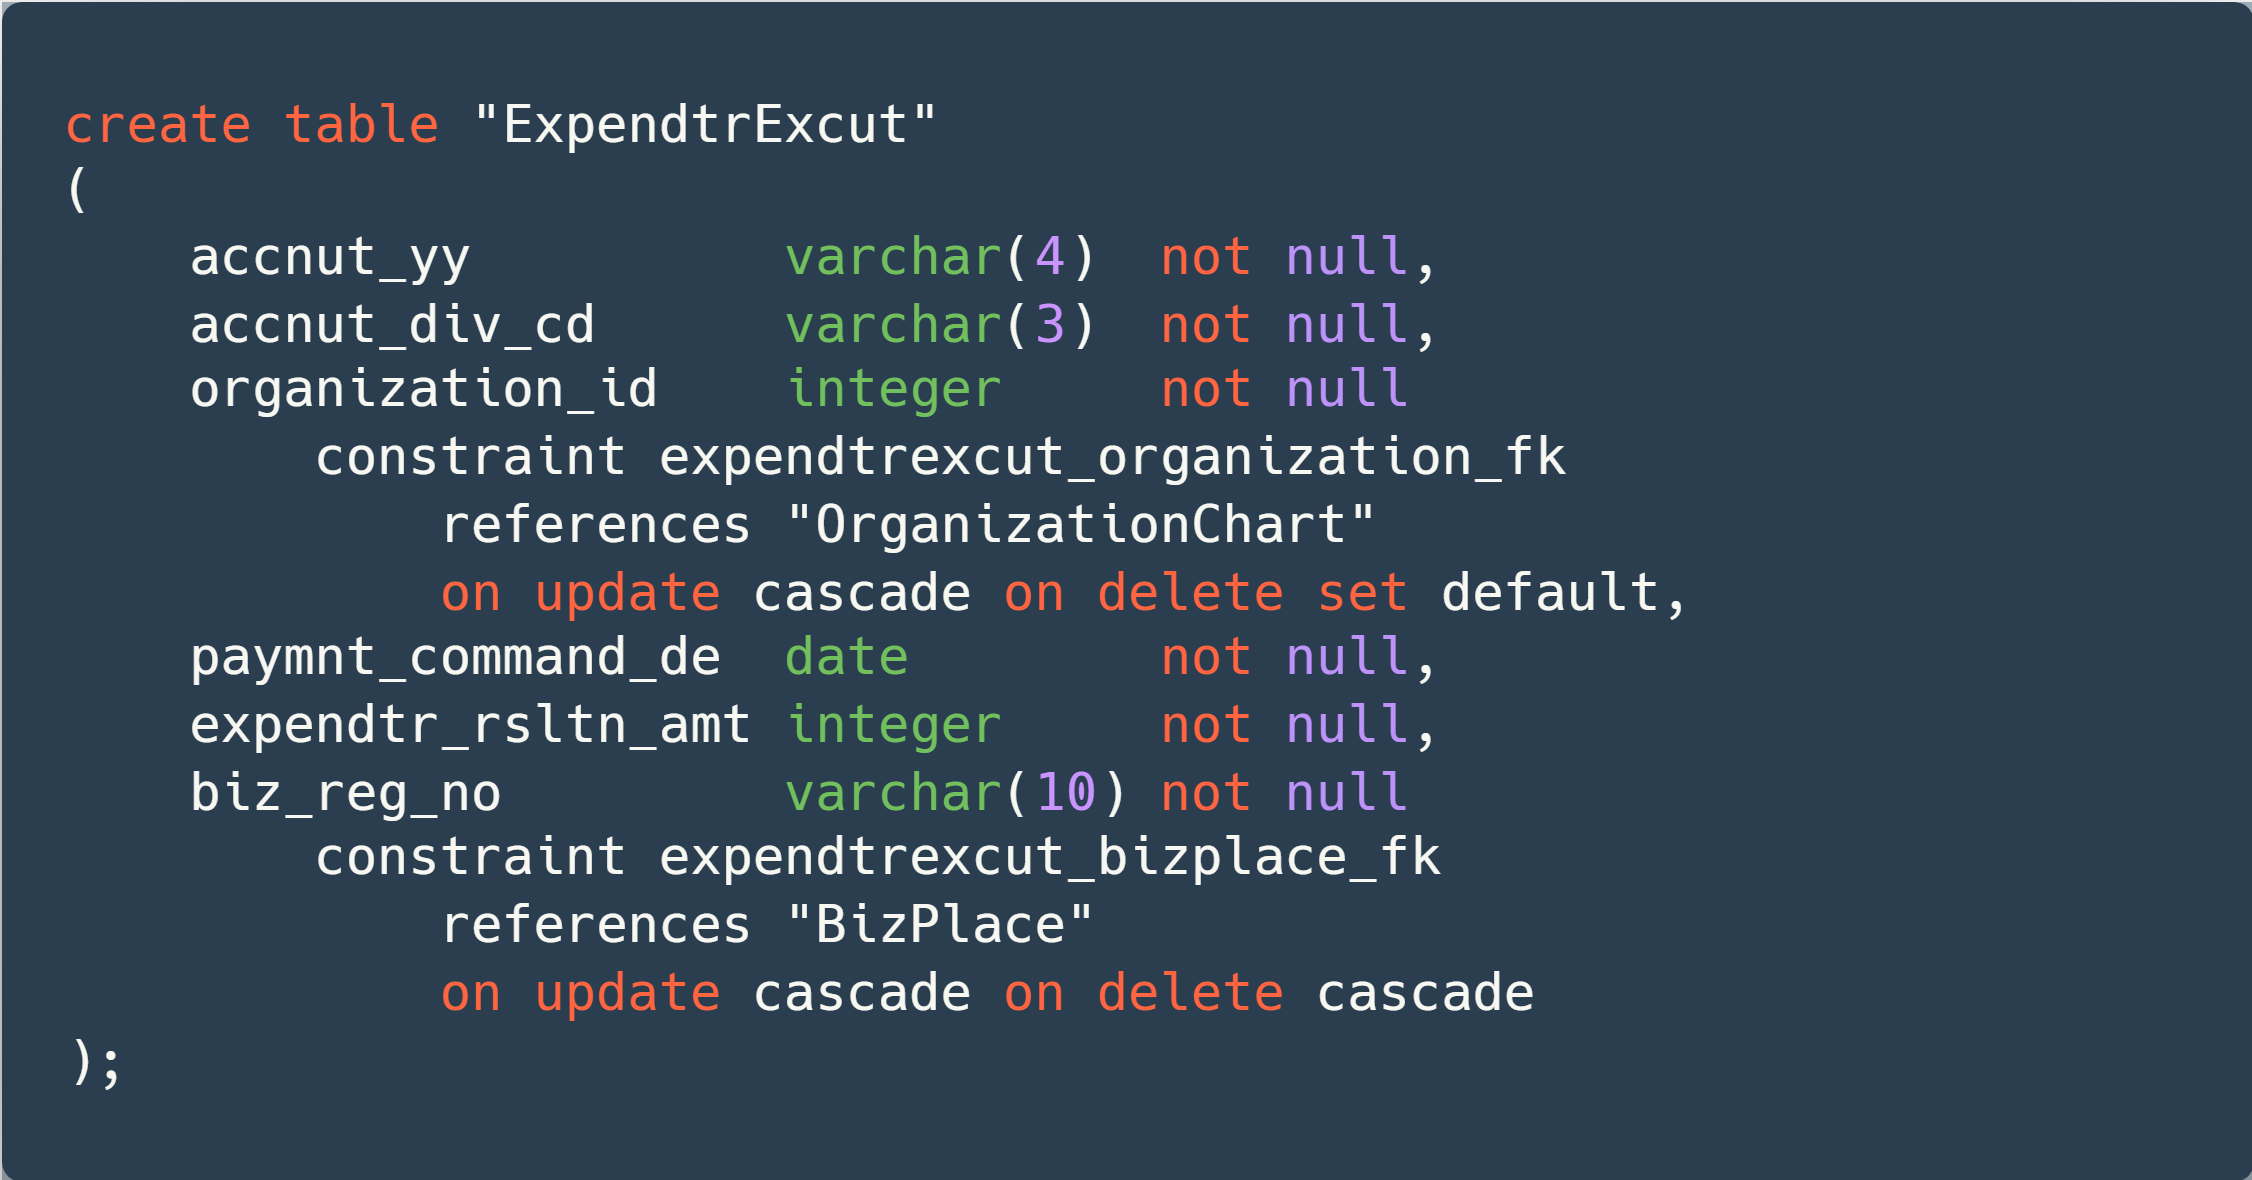 create table "ExpendtrExcut"
(
    accnut_yy          varchar(4)  not null,
    accnut_div_cd      varchar(3)  not null,
    organization_id    integer     not null
        constraint expendtrexcut_organization_fk
            references "OrganizationChart"
            on update cascade on delete set default,
    paymnt_command_de  date        not null,
    expendtr_rsltn_amt integer     not null,
    biz_reg_no         varchar(10) not null
        constraint expendtrexcut_bizplace_fk
            references "BizPlace"
            on update cascade on delete cascade
);